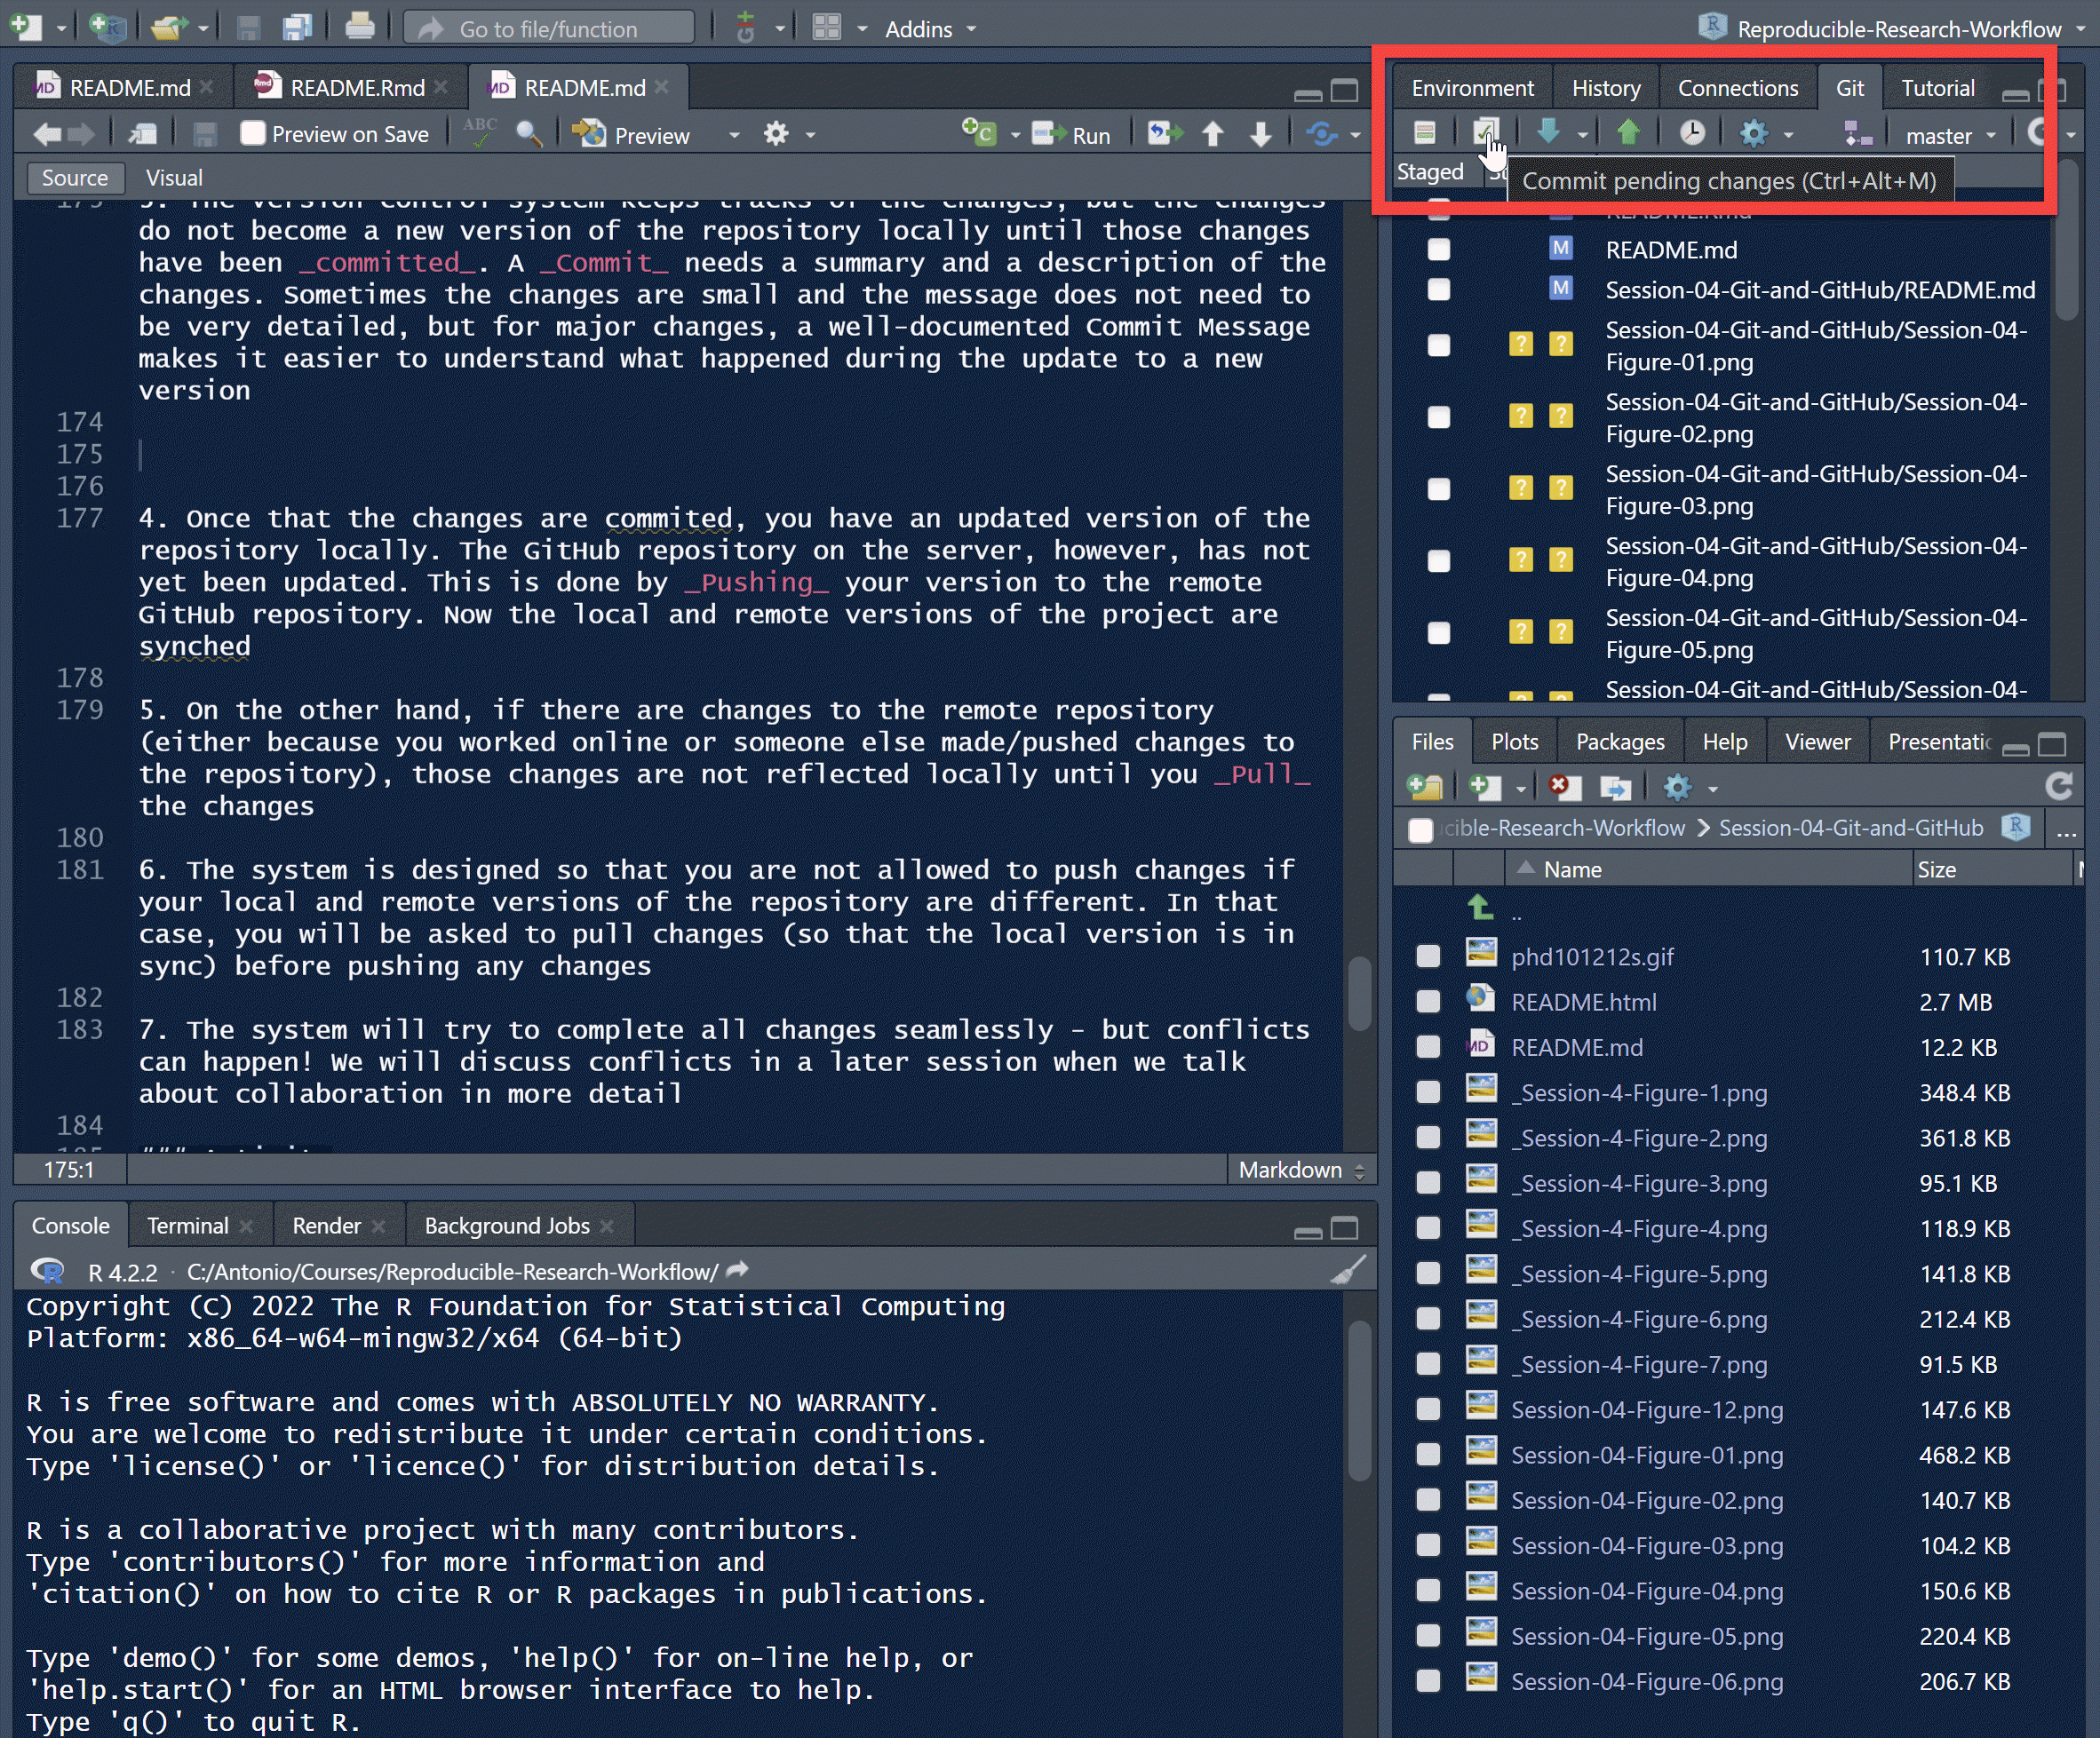 Go to file/function
Git
Addins
Reproducible-Research-Workflow
MD README.md
Rmd README.Rmd
MD README.md
Preview on Save
ABC
Preview
C
Run
Source
Visual
3. The version control system keeps tracks of the changes, but the changes
do not become a new version of the repository locally until those changes
have been _committed_. A _Commit_ needs a summary and a description of the
changes. Sometimes the changes are small and the message does not need to
be very detailed, but for major changes, a well-documented Commit Message
makes it easier to understand what happened during the update to a new
version
174
175
176
177 4. Once that the changes are commited, you have an updated version of the
repository locally. The GitHub repository on the server, however, has not
yet been updated. This is done by _Pushing_ your version to the remote
GitHub repository. Now the local and remote versions of the project are
synched
178
179 5. On the other hand, if there are changes to the remote repository
(either because you worked online or someone else made/pushed changes to
the repository), those changes are not reflected locally until you _Pull_
the changes
180
181 6. The system is designed so that you are not allowed to push changes if
your local and remote versions of the repository are different. In that
case, you will be asked to pull changes (so that the local version is in
sync) before pushing any changes
182
183 7. The system will try to complete all changes seamlessly - but conflicts
can happen! We will discuss conflicts in a later session when we talk
about collaboration in more detail
184
175:1
Markdown
Console
Terminal
Render
Background Jobs
R 4.2.2 · C:/Antonio/Courses/Reproducible-Research-Workflow/
Copyright (C) 2022 The R Foundation for Statistical Computing
Platform: x86_64-w64-mingw32/x64 (64-bit)
R is free software and comes with ABSOLUTELY NO WARRANTY.
You are welcome to redistribute it under certain conditions.
Type 'license()' or 'licence()' for distribution details.
R is a collaborative project with many contributors.
Type 'contributors()' for more information and
'citation()' on how to cite R or R packages in publications.
Type 'demo()' for some demos, 'help()' for on-line help, or
'help.start()' for an HTML browser interface to help.
Type 'q()' to quit R.
Environment
History
Connections
Git
Tutorial
master
Staged
Commit pending changes (Ctrl+Alt+M)
README.Rmd
M README.md
M Session-04-Git-and-GitHub/README.md
? ? Session-04-Git-and-GitHub/Session-04-
Figure-01.png
? ? Session-04-Git-and-GitHub/Session-04-
Figure-02.png
? ? Session-04-Git-and-GitHub/Session-04-
Figure-03.png
? ? Session-04-Git-and-GitHub/Session-04-
Figure-04.png
? ? Session-04-Git-and-GitHub/Session-04-
Figure-05.png
Session-04-Git-and-GitHub/Session-04-
Files
Plots
Packages
Help
Viewer
Presentatic
cible-Research-Workflow > Session-04-Git-and-GitHub R ...
Name Size
..
phd101212s.gif 110.7 KB
README.html 2.7 MB
MD README.md 12.2 KB
_Session-4-Figure-1.png 348.4 KB
_Session-4-Figure-2.png 361.8 KB
_Session-4-Figure-3.png 95.1 KB
_Session-4-Figure-4.png 118.9 KB
_Session-4-Figure-5.png 141.8 KB
_Session-4-Figure-6.png 212.4 KB
_Session-4-Figure-7.png 91.5 KB
Session-04-Figure-12.png 147.6 KB
Session-04-Figure-01.png 468.2 KB
Session-04-Figure-02.png 140.7 KB
Session-04-Figure-03.png 104.2 KB
Session-04-Figure-04.png 150.6 KB
Session-04-Figure-05.png 220.4 KB
Session-04-Figure-06.png 206.7 KB